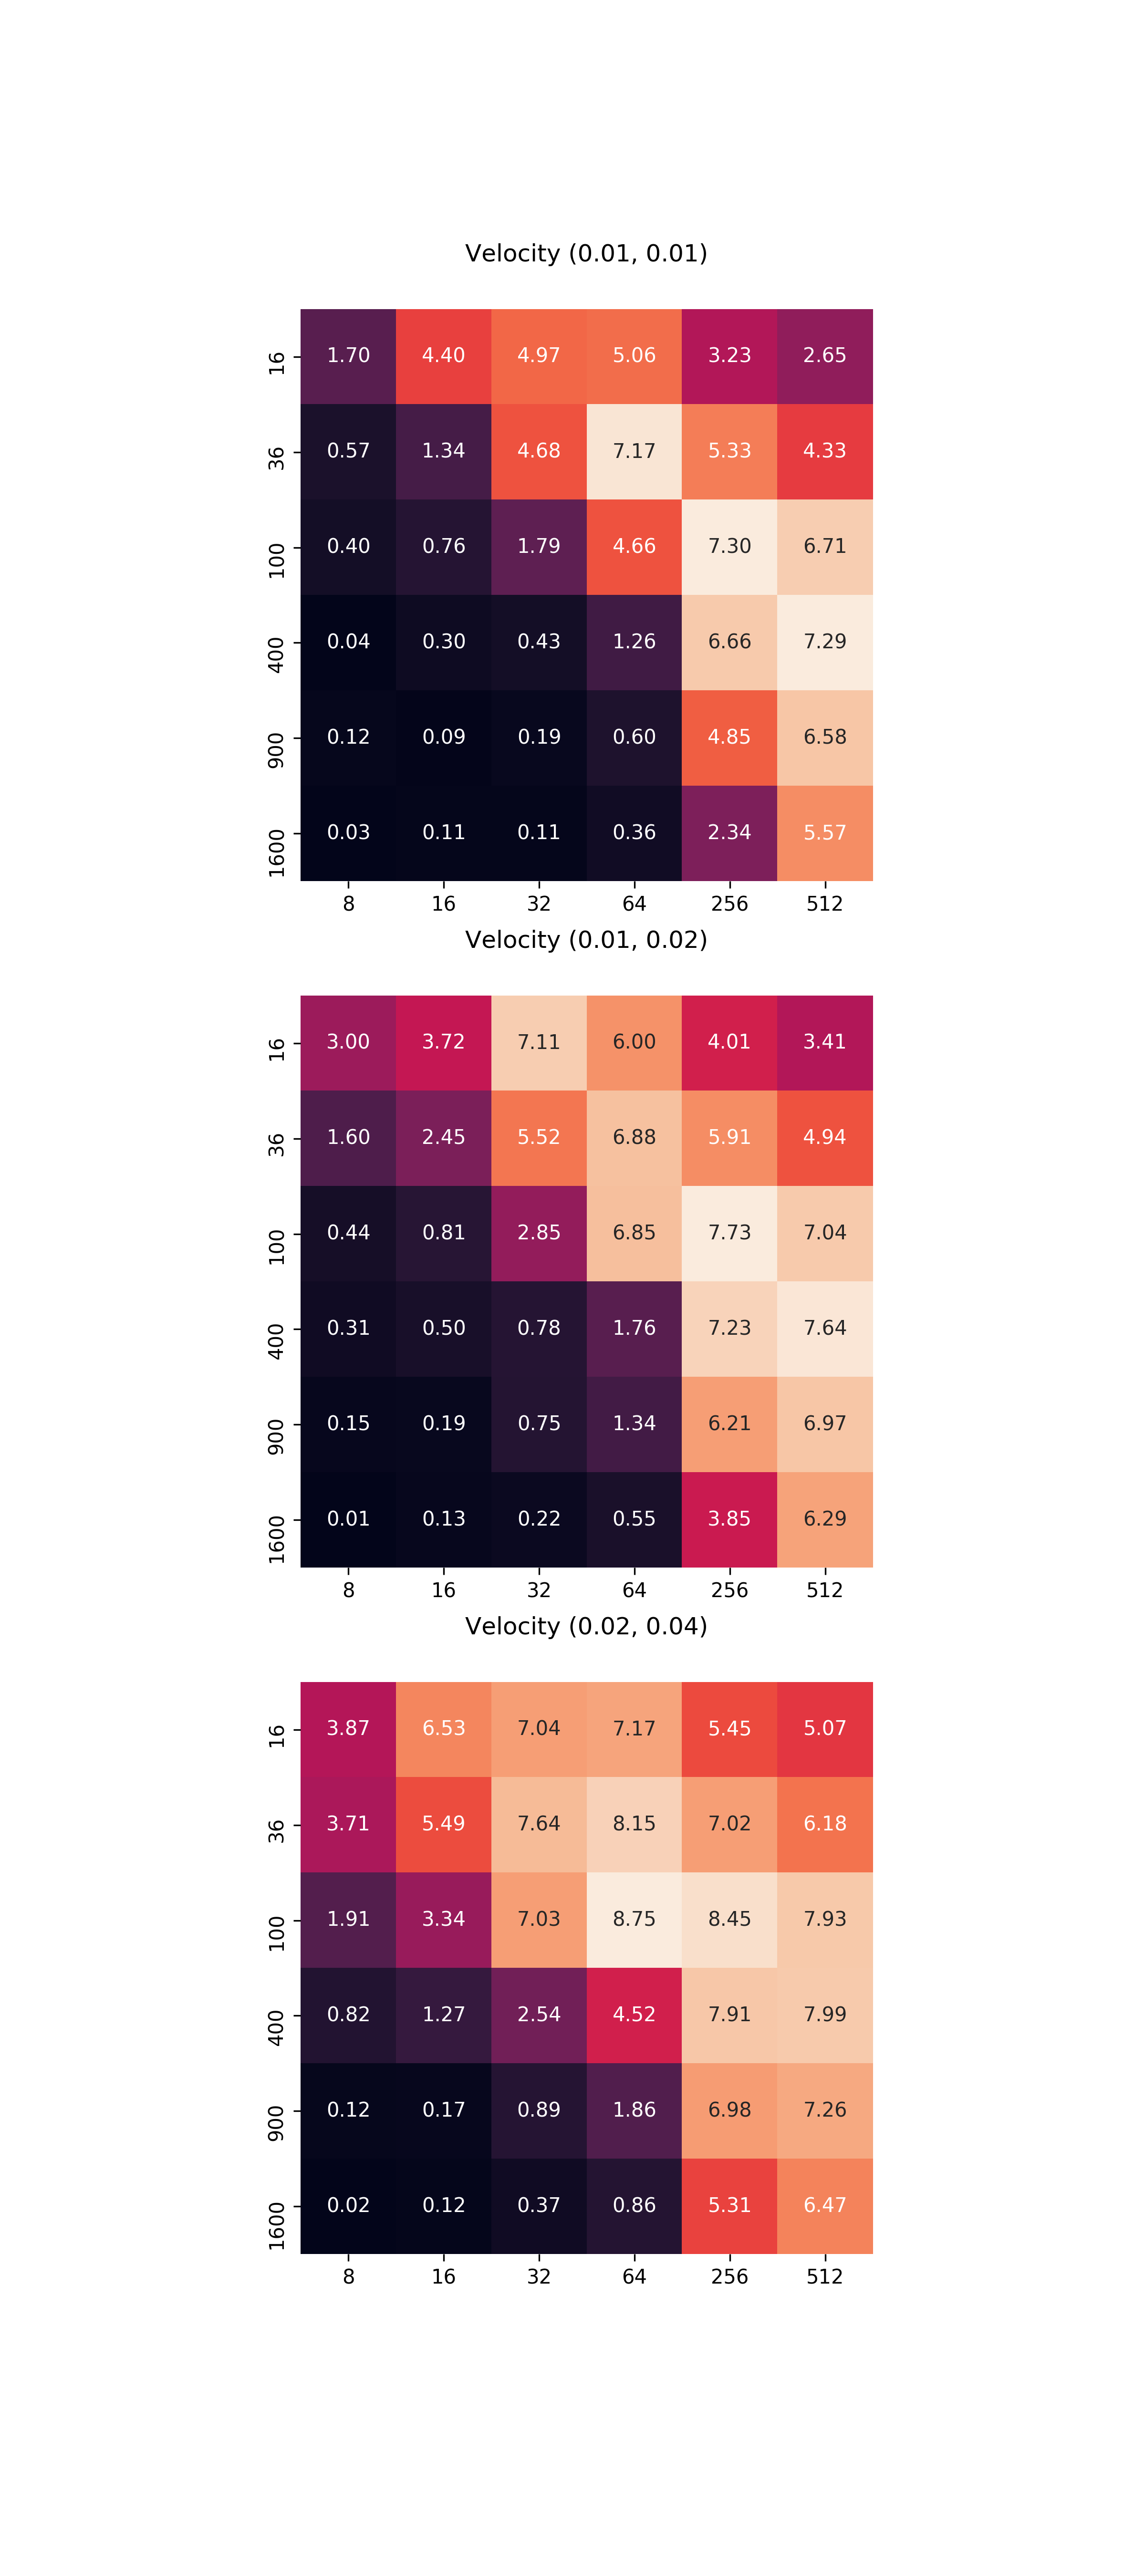 Velocity (0.01, 0.01)
16 1.70 4.40 4.97 5.06 3.23 2.65
36 0.57 1.34 4.68 7.17 5.33 4.33
100 0.40 0.76 1.79 4.66 7.30 6.71
400 0.04 0.30 0.43 1.26 6.66 7.29
900 0.12 0.09 0.19 0.60 4.85 6.58
1600 0.03 0.11 0.11 0.36 2.34 5.57
8 16 32 64 256 512
Velocity (0.01, 0.02)
16 3.00 3.72 7.11 6.00 4.01 3.41
36 1.60 2.45 5.52 6.88 5.91 4.94
100 0.44 0.81 2.85 6.85 7.73 7.04
400 0.31 0.50 0.78 1.76 7.23 7.64
900 0.15 0.19 0.75 1.34 6.21 6.97
1600 0.01 0.13 0.22 0.55 3.85 6.29
8 16 32 64 256 512
Velocity (0.02, 0.04)
16 3.87 6.53 7.04 7.17 5.45 5.07
36 3.71 5.49 7.64 8.15 7.02 6.18
100 1.91 3.34 7.03 8.75 8.45 7.93
400 0.82 1.27 2.54 4.52 7.91 7.99
900 0.12 0.17 0.89 1.86 6.98 7.26
1600 0.02 0.12 0.37 0.86 5.31 6.47
8 16 32 64 256 512